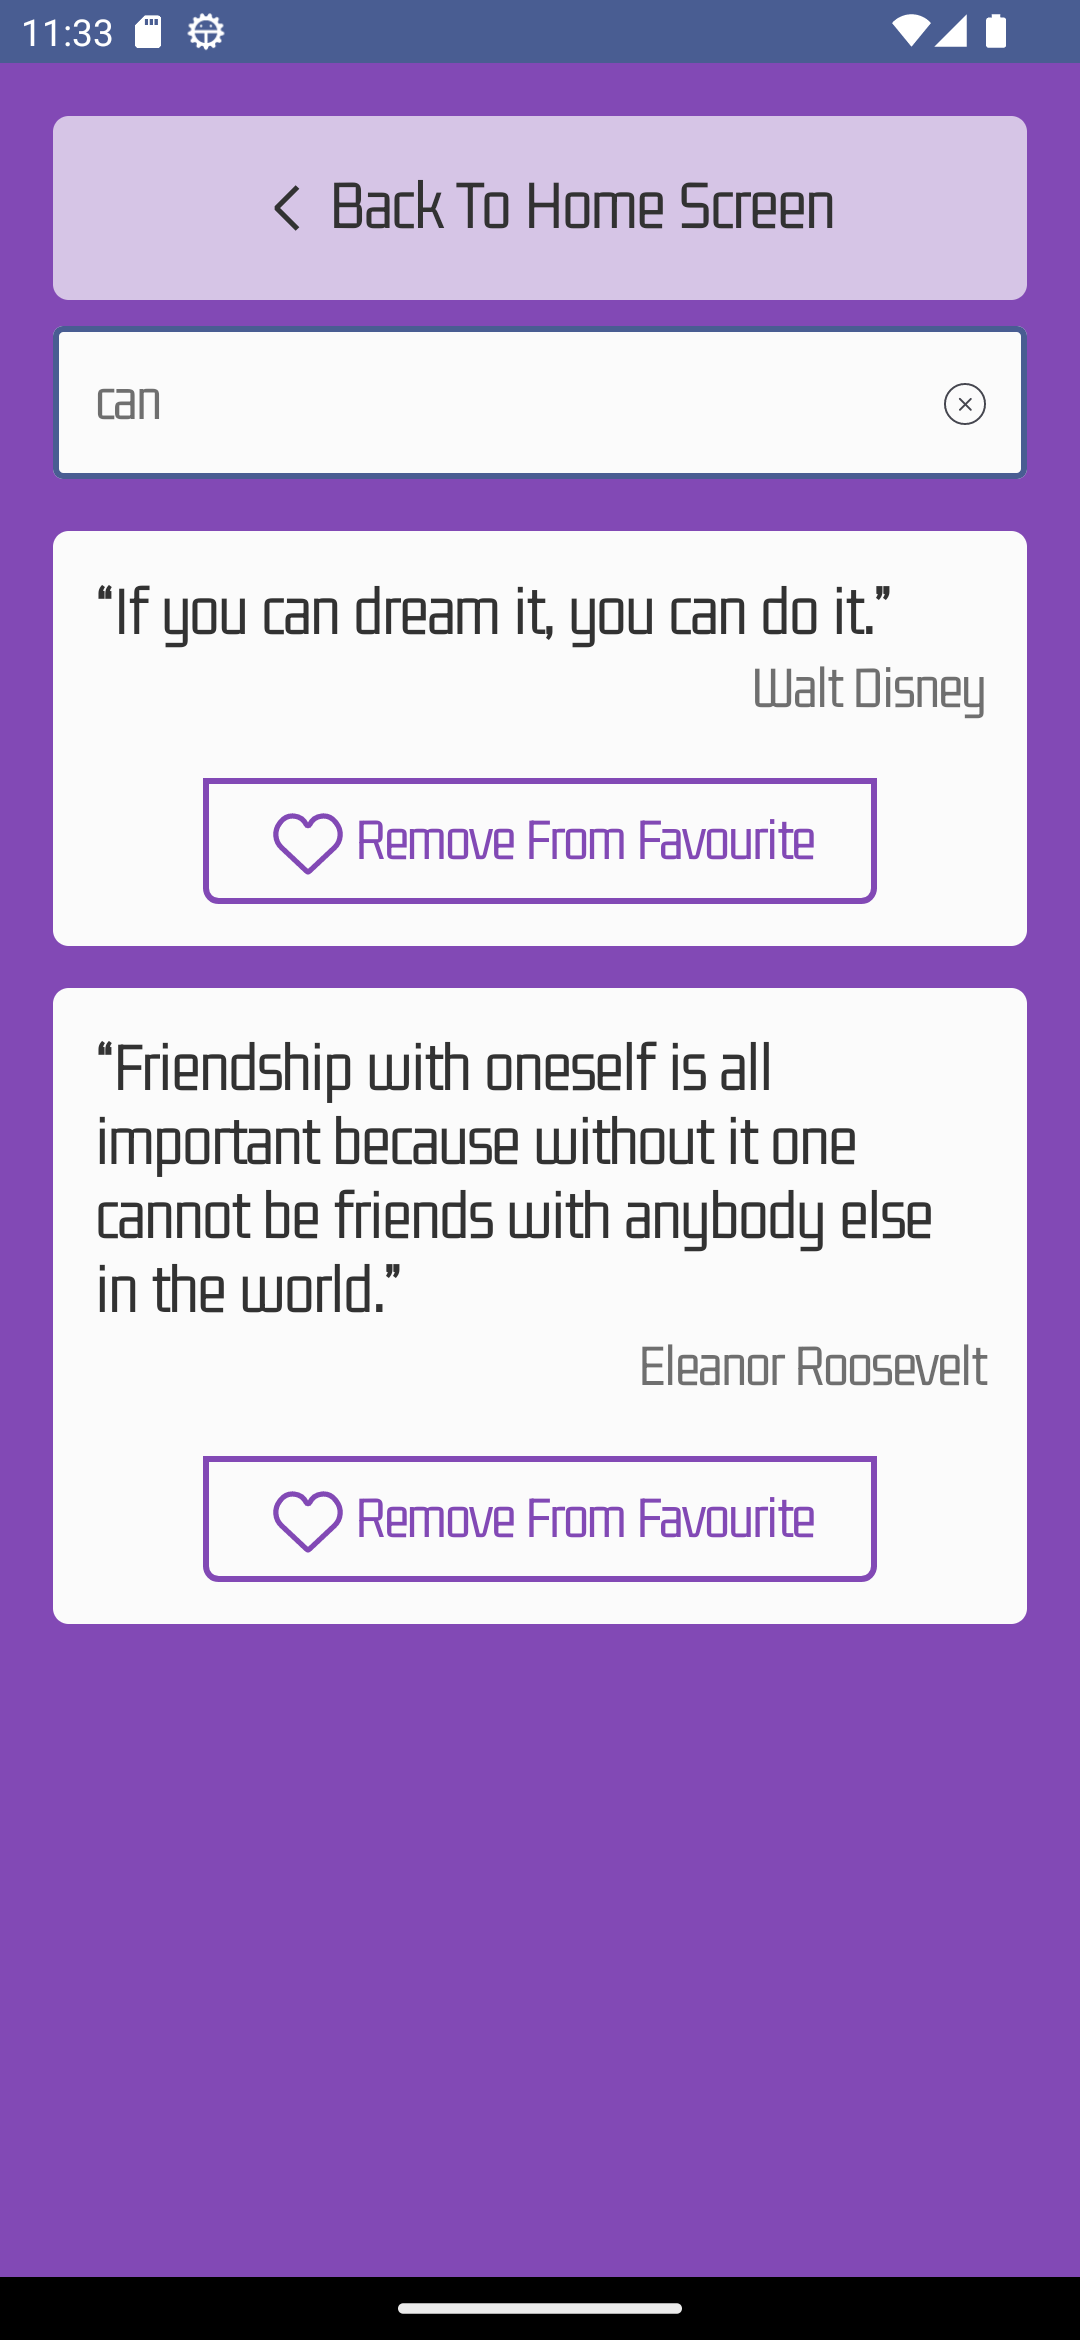 11:33
Back To Home Screen
can
“If you can dream it, you can do it.”
Walt Disney
Remove From Favourite
“Friendship with oneself is all
important because without it one
cannot be friends with anybody else
in the world.”
Eleanor Roosevelt
Remove From Favourite